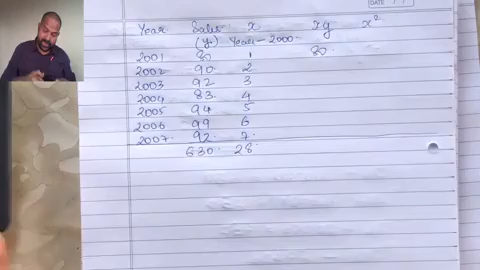 DATE
Year Sales x xy x²
(y) Year - 2000
2001 80 1 80
2002 90 2
2003 92 3
2004 83 4
2005 94 5
2006 99 6
2007 92 7
630 28